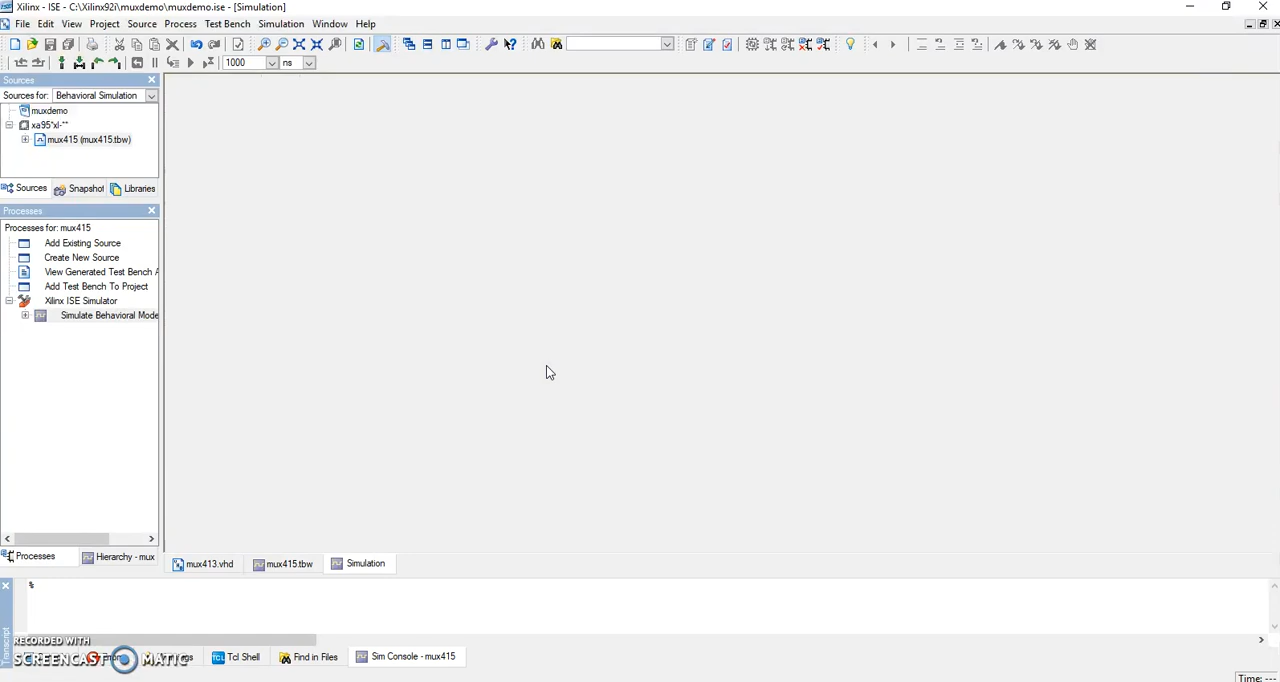 Xilinx - ISE - C:\Xilinx92i\muxdemo\muxdemo.ise - [Simulation]
File Edit View Project Source Process Test Bench Simulation Window Help
1000 ns
Sources
Sources for: Behavioral Simulation
muxdemo
xa95*xl-**
mux415 (mux415.tbw)
Sources Snapshot Libraries
Processes
Processes for: mux415
Add Existing Source
Create New Source
View Generated Test Bench A
Add Test Bench To Project
Xilinx ISE Simulator
Simulate Behavioral Mode
Processes Hierarchy - mux
mux413.vhd mux415.tbw Simulation
%
Transcript
RECORDED WITH
SCREENCAST MATIC
Tcl Shell Find in Files Sim Console - mux415
Time: ---